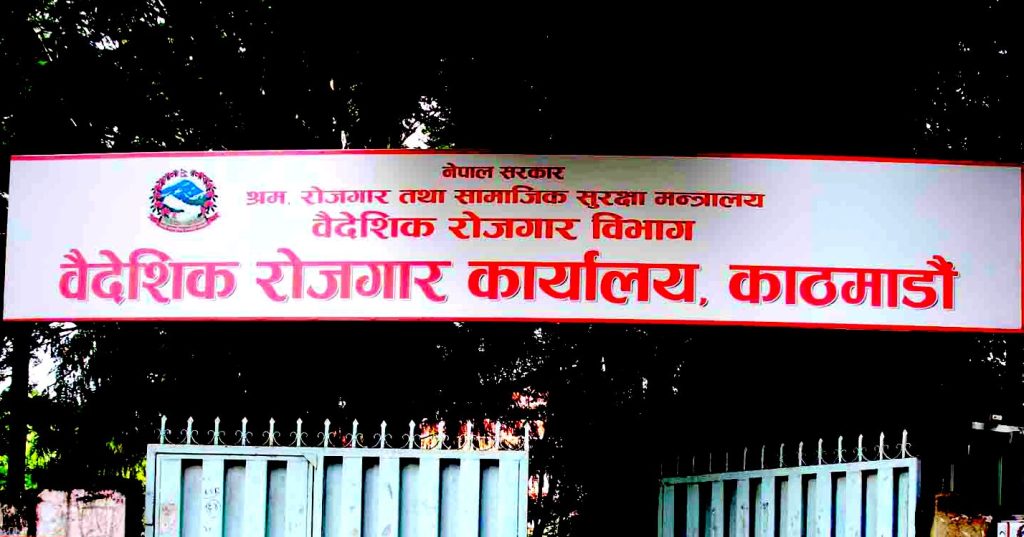 नेपाल सरकार
श्रम, रोजगार तथा सामाजिक सुरक्षा मन्त्रालय
वैदेशिक रोजगार विभाग
वैदेशिक रोजगार कार्यालय, काठमाडौं